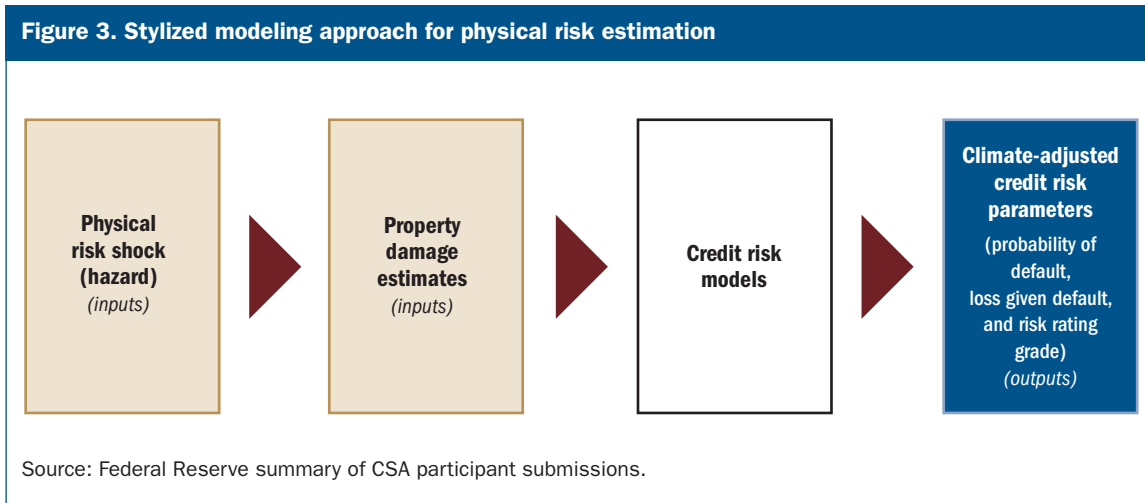 Figure 3. Stylized modeling approach for physical risk estimation
Physical
risk shock
(hazard)
(inputs)
Property
damage
estimates
(inputs)
Credit risk
models
Climate-adjusted
credit risk
parameters
(probability of
default,
loss given default,
and risk rating
grade)
(outputs)
Source: Federal Reserve summary of CSA participant submissions.